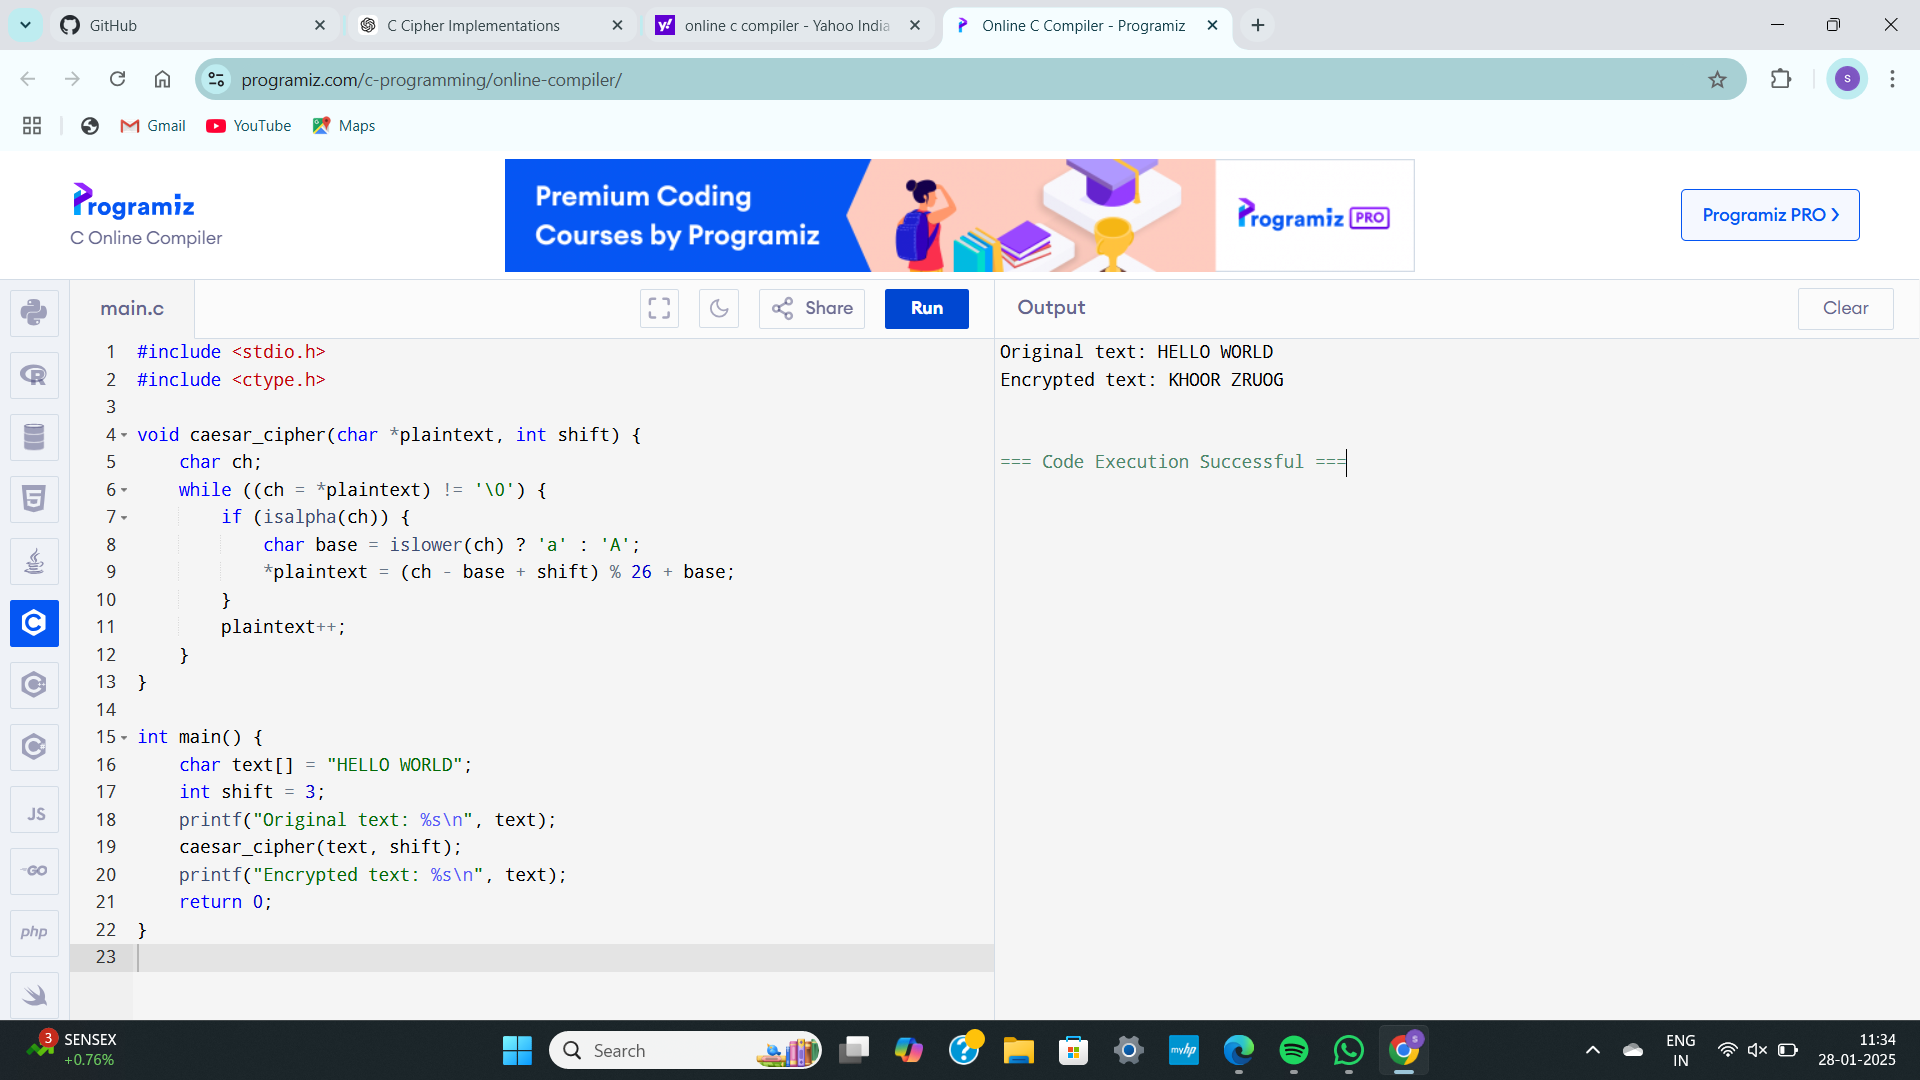 GitHub
C Cipher Implementations
online c compiler - Yahoo India
Online C Compiler - Programiz
programiz.com/c-programming/online-compiler/
S
Gmail
YouTube
Maps
Programiz
C Online Compiler
Premium Coding
Courses by Programiz
Programiz PRO
Programiz PRO
main.c
Share
Run
Output
Clear
1 #include <stdio.h>
2 #include <ctype.h>
3
4 void caesar_cipher(char *plaintext, int shift) {
5 char ch;
6 while ((ch = *plaintext) != '\0') {
7 if (isalpha(ch)) {
8 char base = islower(ch) ? 'a' : 'A';
9 *plaintext = (ch - base + shift) % 26 + base;
10 }
11 plaintext++;
12 }
13 }
14
15 int main() {
16 char text[] = "HELLO WORLD";
17 int shift = 3;
18 printf("Original text: %s\n", text);
19 caesar_cipher(text, shift);
20 printf("Encrypted text: %s\n", text);
21 return 0;
22 }
23
Original text: HELLO WORLD
Encrypted text: KHOOR ZRUOG
=== Code Execution Successful ===
R
5
C
JS
GO
php
3
SENSEX
+0.76%
Search
myhp
S
ENG
IN
11:34
28-01-2025